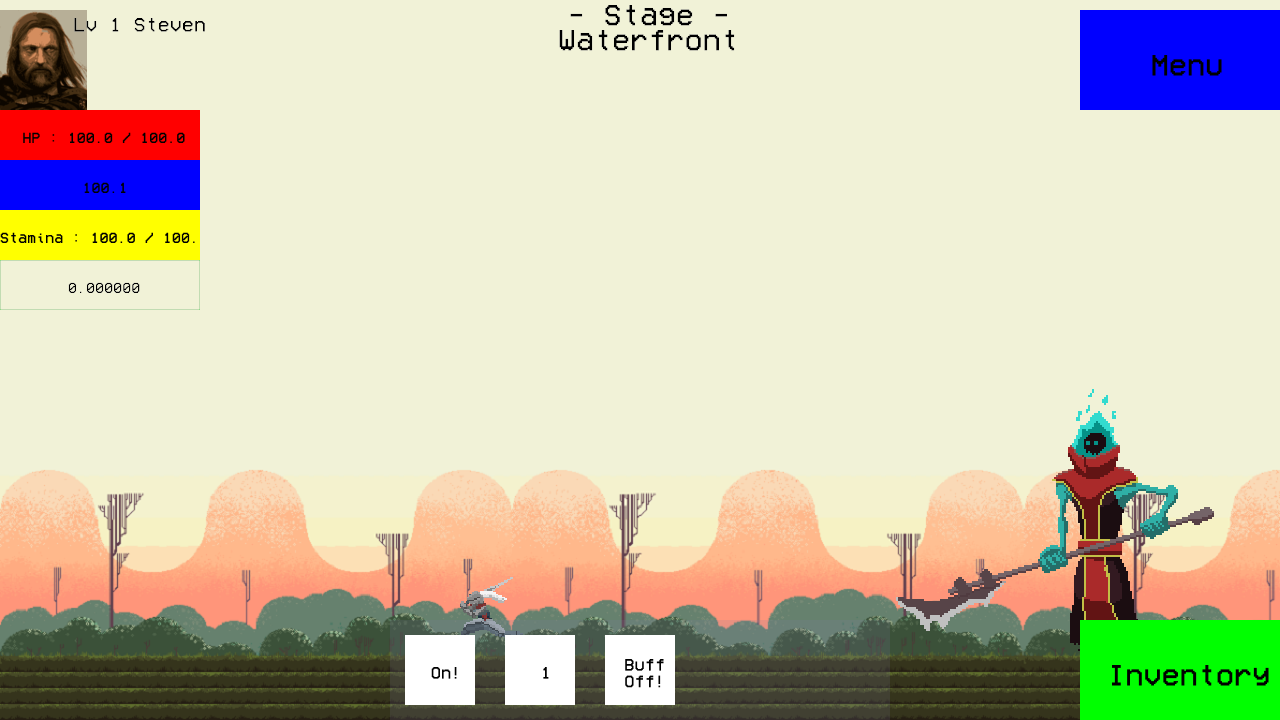 Lv 1 Steven
- Stage -
Waterfront
Menu
HP : 100.0 / 100.0
100.1
Stamina : 100.0 / 100.
0.000000
On!
1
Buff
Off!
Inventory